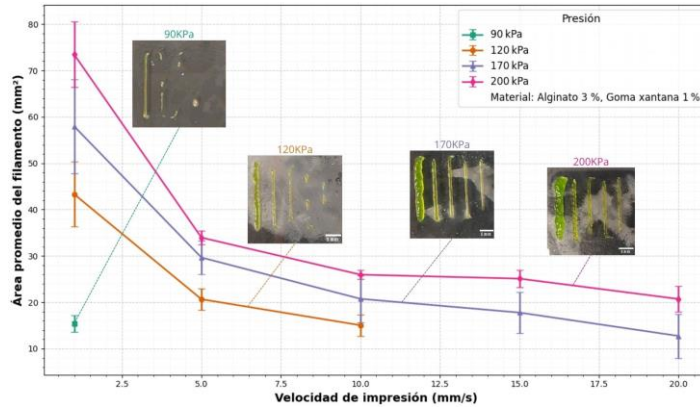 Área promedio del filamento (mm²)
80
70
60
50
40
30
20
10
90KPa
120KPa
170KPa
200KPa
Presión
90 kPa
120 kPa
170 kPa
200 kPa
Material: Alginato 3 %, Goma xantana 1 %
2.5
5.0
7.5
10.0
12.5
15.0
17.5
20.0
Velocidad de impresión (mm/s)